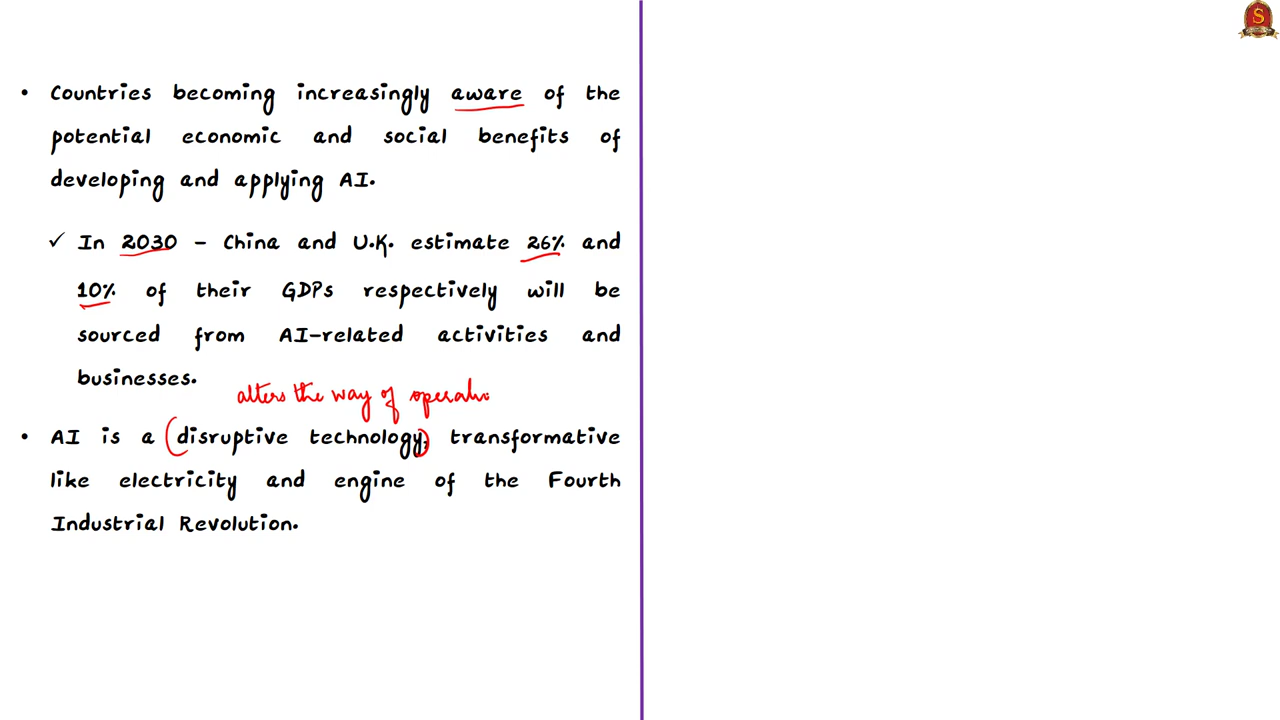 • Countries becoming increasingly aware of the
potential economic and social benefits of
developing and applying AI.
✓ In 2030 – China and U.K. estimate 26% and
10% of their GDPs respectively will be
sourced from AI-related activities and
businesses.
alters the way of
• AI is a (disruptive technology), transformative
like electricity and engine of the Fourth
Industrial Revolution.
S